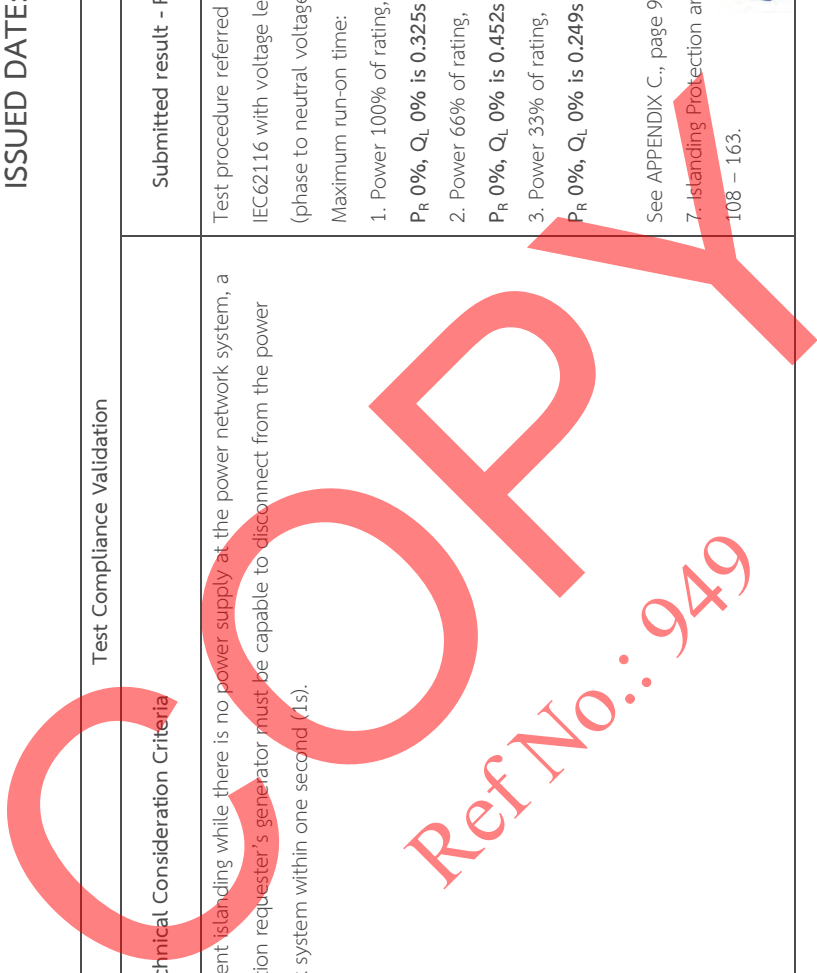 ISSUED DATE:
Test Compliance Validation
chnical Consideration Criteria
Submitted result - 
ent islanding while there is no power supply at the power network system, a
tion requester's generator must be capable to disconnect from the power
system within one second (1s).
Test procedure referred
IEC62116 with voltage le
(phase to neutral voltage
Maximum run-on time:
1. Power 100% of rating,
PR 0%, QL 0% is 0.325s
2. Power 66% of rating,
PR 0%, QL 0% is 0.452s
3. Power 33% of rating,
PR 0%, QL 0% is 0.249s
See APPENDIX C., page 9
7. Islanding Protection an
108 – 163.
COPY
Ref No.: 949